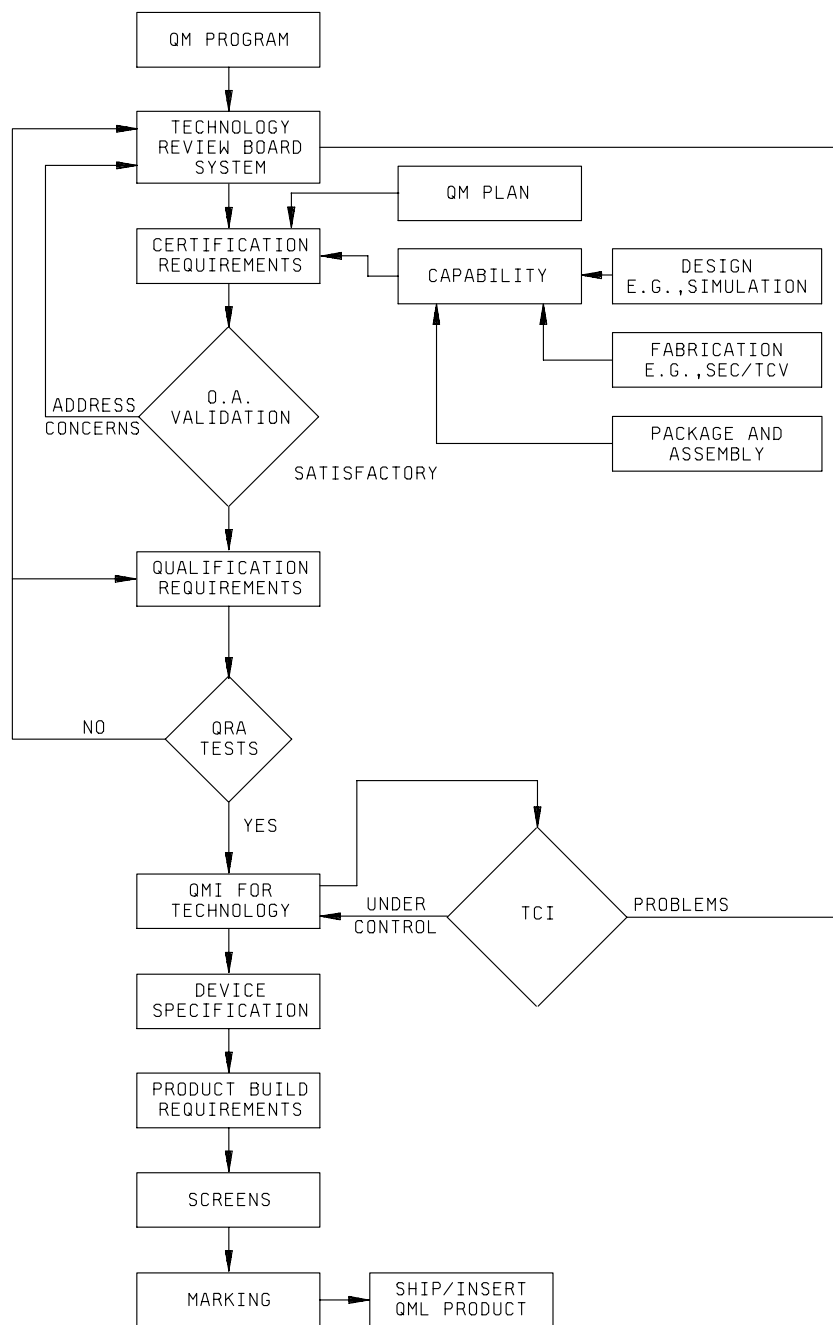 QM PROGRAM
TECHNOLOGY
REVIEW BOARD
SYSTEM
QM PLAN
CERTIFICATION
REQUIREMENTS
CAPABILITY
DESIGN
E.G.,SIMULATION
FABRICATION
E.G.,SEC/TCV
PACKAGE AND
ASSEMBLY
O.A.
VALIDATION
ADDRESS
CONCERNS
SATISFACTORY
QUALIFICATION
REQUIREMENTS
QRA
TESTS
NO
YES
QMI FOR
TECHNOLOGY
UNDER
CONTROL
TCI
PROBLEMS
DEVICE
SPECIFICATION
PRODUCT BUILD
REQUIREMENTS
SCREENS
MARKING
SHIP/INSERT
QML PRODUCT